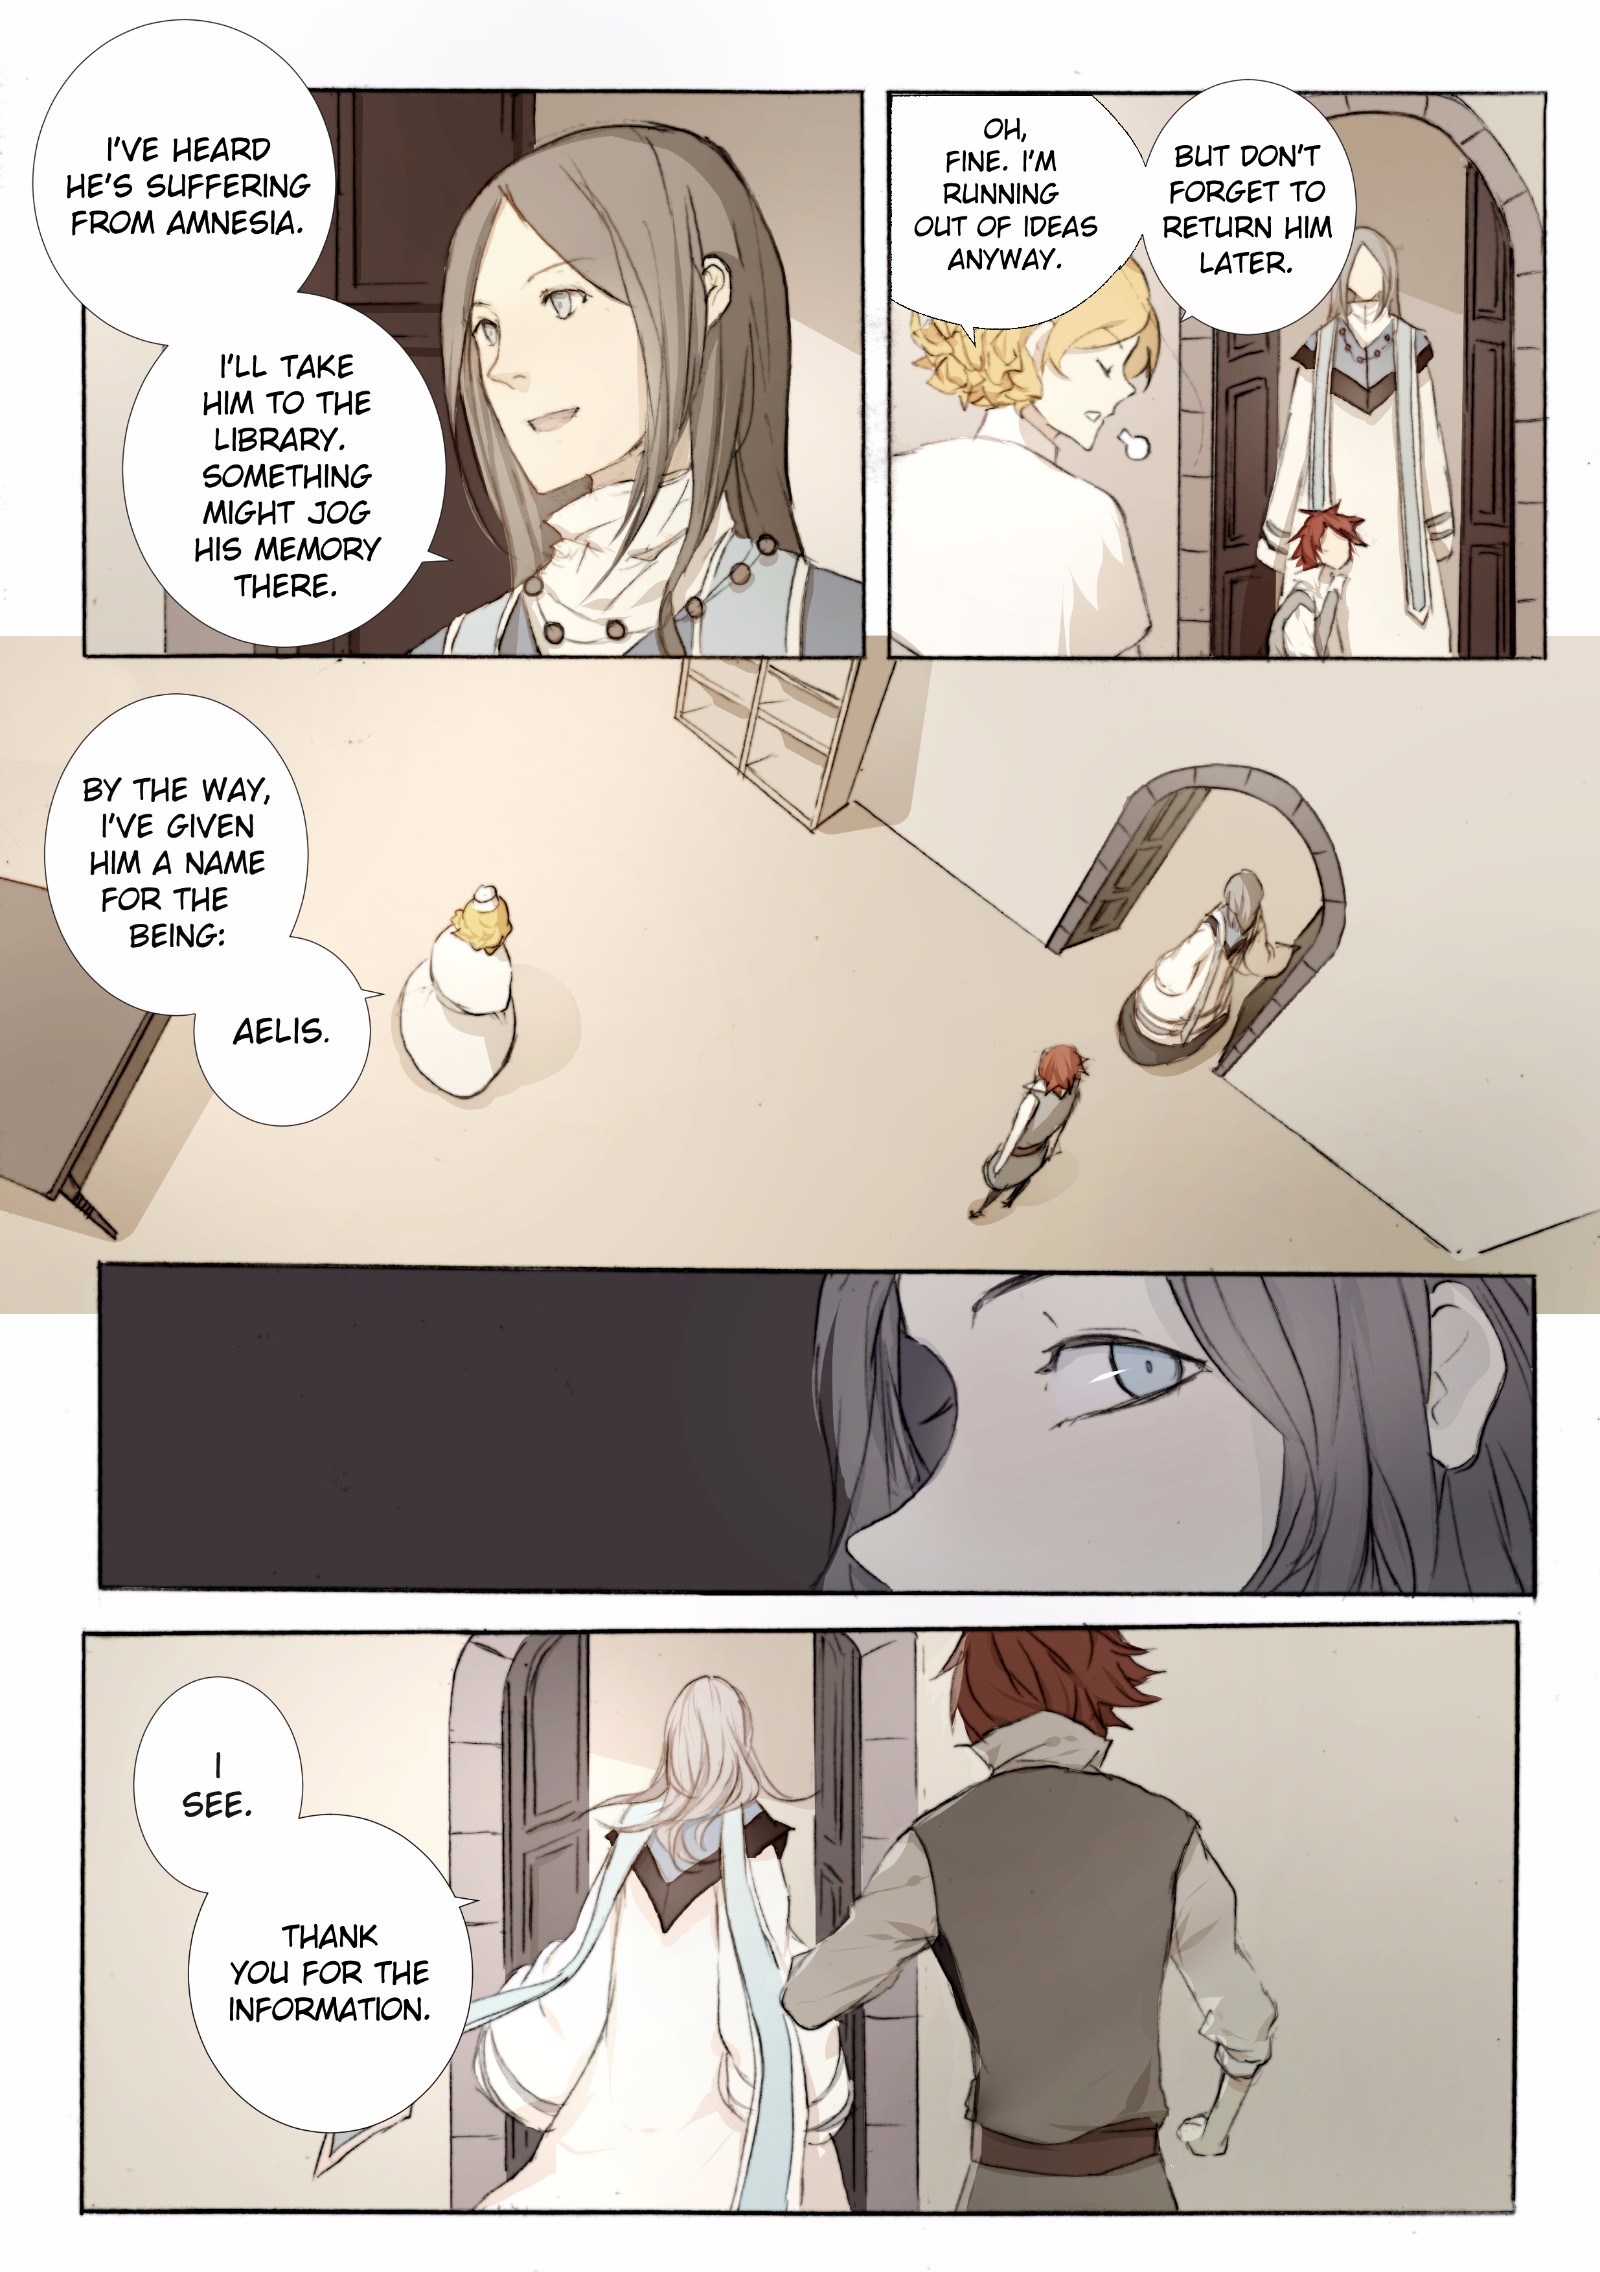 I'VE HEARD
HE'S SUFFERING
FROM AMNESIA.
I'LL TAKE
HIM TO THE
LIBRARY.
SOMETHING
MIGHT JOG
HIS MEMORY
THERE.
OH,
FINE. I'M
RUNNING
OUT OF IDEAS
ANYWAY.
BUT DON'T
FORGET TO
RETURN HIM
LATER.
BY THE WAY,
I'VE GIVEN
HIM A NAME
FOR THE
BEING:
AELIS.
I
SEE.
THANK
YOU FOR THE
INFORMATION.